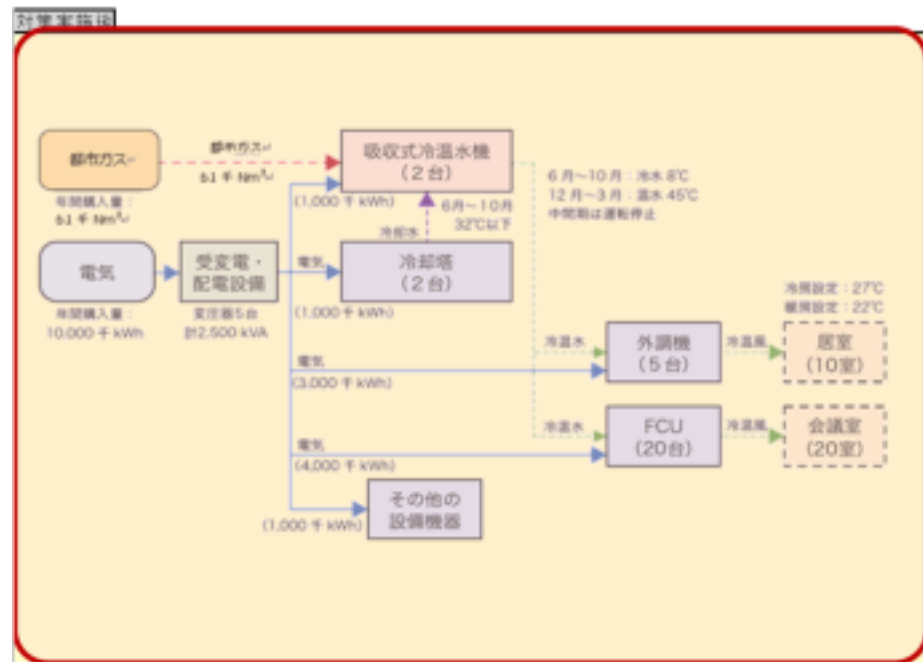 対策実施後
都市ガス
年間購入量：
61 千 Nm³
都市ガス
61 千 Nm³
吸収式冷温水機
(2台)
(1,000 千 kWh)
6月～10月
32℃以下
冷却水
6月～10月：冷水 8℃
12月～3月：温水 45℃
中間期は運転停止
電気
年間購入量：
10,000 千 kWh
受変電・
配電設備
変圧器5台
計2,500 kVA
電気
(1,000 千 kWh)
冷却塔
(2台)
冷房設定：27℃
暖房設定：22℃
電気
(3,000 千 kWh)
冷温水
外調機
(5台)
冷温風
居室
(10室)
電気
(4,000 千 kWh)
冷温水
FCU
(20台)
冷温風
会議室
(20室)
(1,000 千 kWh)
その他の
設備機器